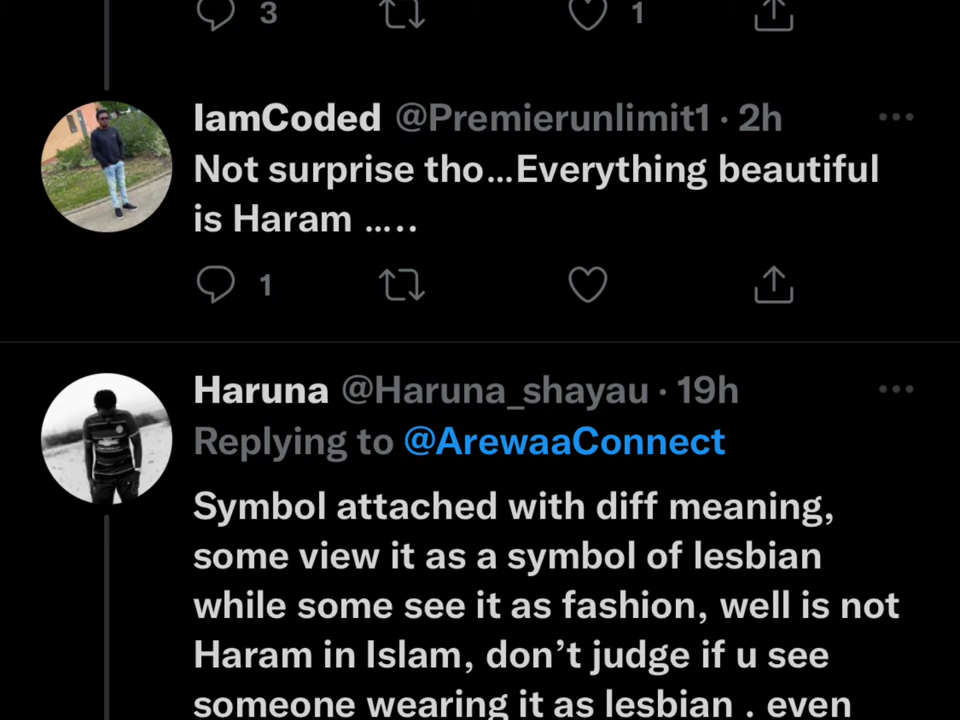 3 1
IamCoded @Premierunlimit1 · 2h
Not surprise tho...Everything beautiful
is Haram .....
1
Haruna @Haruna_shayau · 19h
Replying to @ArewaaConnect
Symbol attached with diff meaning,
some view it as a symbol of lesbian
while some see it as fashion, well is not
Haram in Islam, don’t judge if u see
someone wearing it as lesbian . even